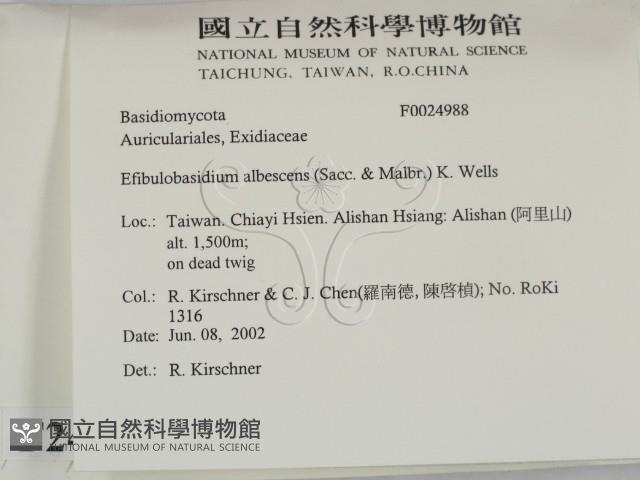 國立自然科學博物館
NATIONAL MUSEUM OF NATURAL SCIENCE
TAICHUNG, TAIWAN, R.O.CHINA
Basidiomycota F0024988
Auriculariales, Exidiaceae
Efibulobasidium albescens (Sacc. & Malbr.) K. Wells
Loc.: Taiwan. Chiayi Hsien. Alishan Hsiang: Alishan (阿里山)
alt. 1,500m;
on dead twig
Col.: R. Kirschner & C. J. Chen(羅南德, 陳啓楨); No. RoKi
1316
Date: Jun. 08, 2002
Det.: R. Kirschner
國立自然科學博物館
NATIONAL MUSEUM OF NATURAL SCIENCE